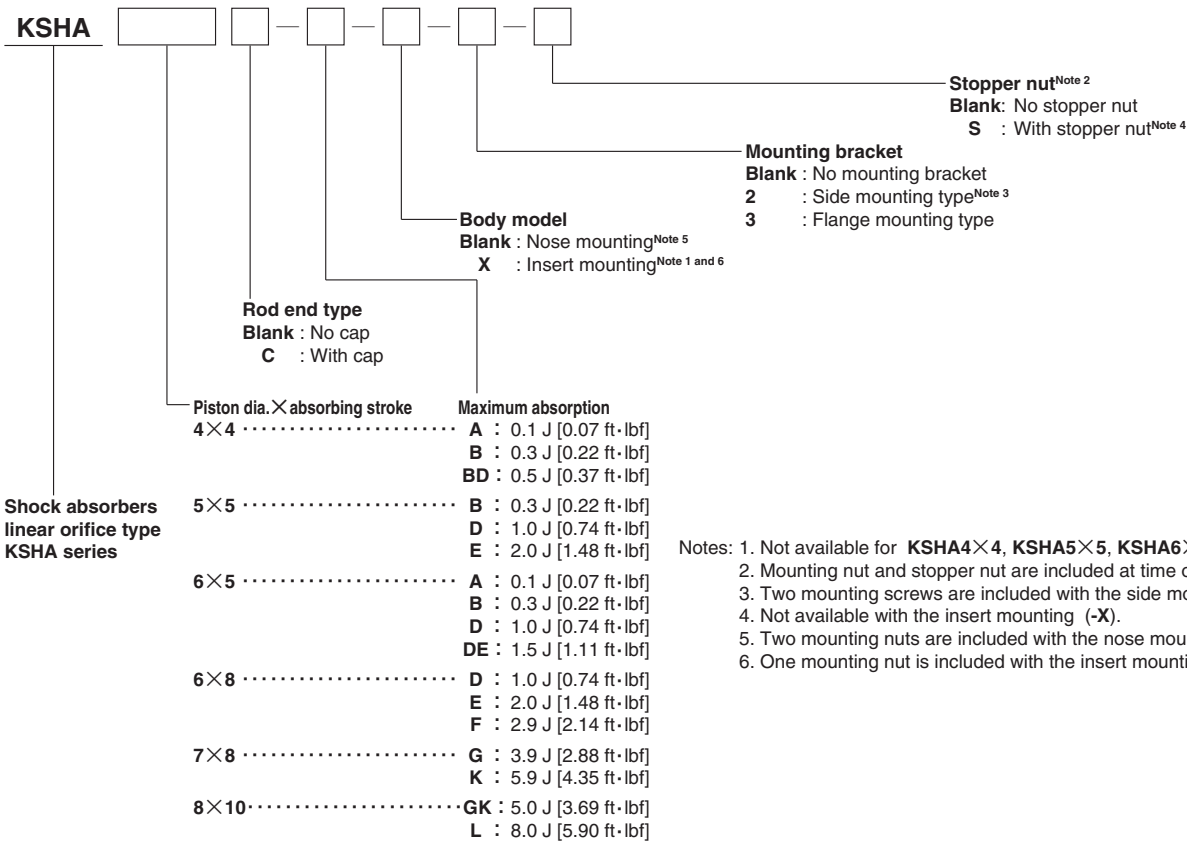 KSHA
Stopper nut Note 2
Blank: No stopper nut
S : With stopper nut Note 4
Mounting bracket
Blank : No mounting bracket
2 : Side mounting type Note 3
3 : Flange mounting type
Body model
Blank : Nose mounting Note 5
X : Insert mounting Note 1 and 6
Rod end type
Blank : No cap
C : With cap
Piston dia.×absorbing stroke Maximum absorption
4×4 A : 0.1 J [0.07 ft·lbf]
B : 0.3 J [0.22 ft·lbf]
BD : 0.5 J [0.37 ft·lbf]
Shock absorbers
linear orifice type
KSHA series
5×5 B : 0.3 J [0.22 ft·lbf]
D : 1.0 J [0.74 ft·lbf]
E : 2.0 J [1.48 ft·lbf]
6×5 A : 0.1 J [0.07 ft·lbf]
B : 0.3 J [0.22 ft·lbf]
D : 1.0 J [0.74 ft·lbf]
DE : 1.5 J [1.11 ft·lbf]
6×8 D : 1.0 J [0.74 ft·lbf]
E : 2.0 J [1.48 ft·lbf]
F : 2.9 J [2.14 ft·lbf]
7×8 G : 3.9 J [2.88 ft·lbf]
K : 5.9 J [4.35 ft·lbf]
8×10 GK : 5.0 J [3.69 ft·lbf]
L : 8.0 J [5.90 ft·lbf]
Notes: 1. Not available for KSHA4×4, KSHA5×5, KSHA6×
2. Mounting nut and stopper nut are included at time
3. Two mounting screws are included with the side
4. Not available with the insert mounting (-X).
5. Two mounting nuts are included with the nose
6. One mounting nut is included with the insert